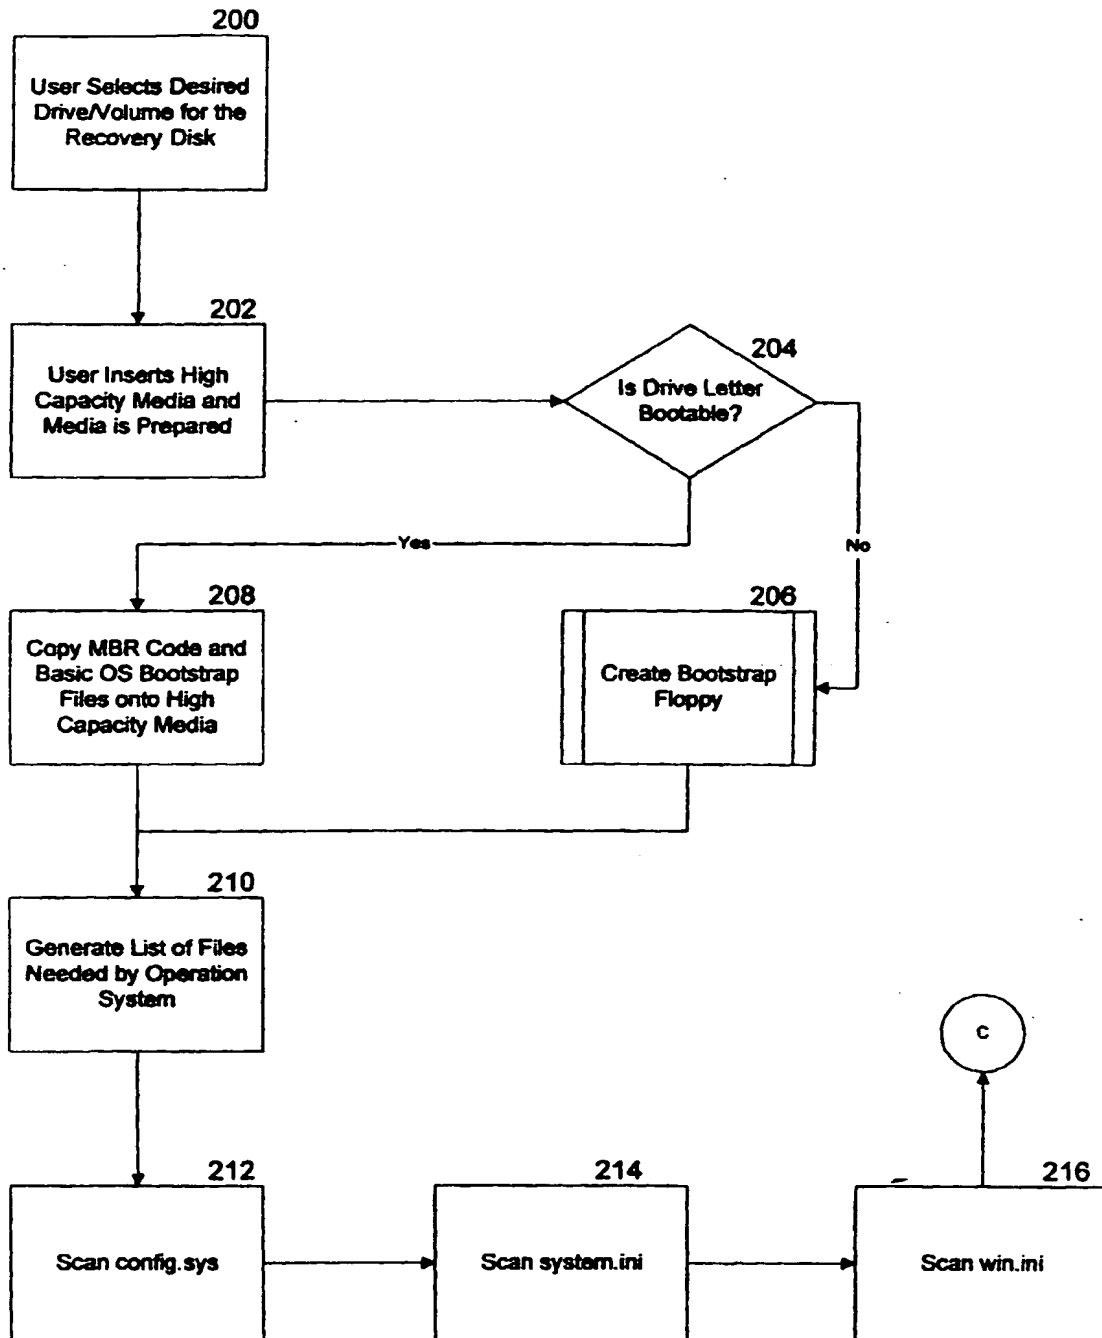 200
User Selects Desired
Drive/Volume for the
Recovery Disk
202
User Inserts High
Capacity Media and
Media is Prepared
204
Is Drive Letter
Bootable?
Yes
No
208
Copy MBR Code and
Basic OS Bootstrap
Files onto High
Capacity Media
206
Create Bootstrap
Floppy
210
Generate List of Files
Needed by Operation
System
C
212
Scan config.sys
214
Scan system.ini
216
Scan win.ini